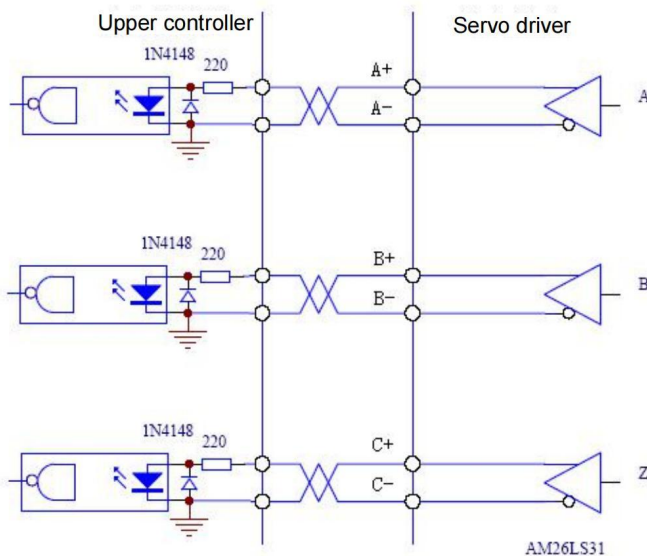 Upper controller
Servo driver
1N4148
220
A+
A-
A
1N4148
220
B+
B-
B
1N4148
220
C+
C-
Z
AM26LS31